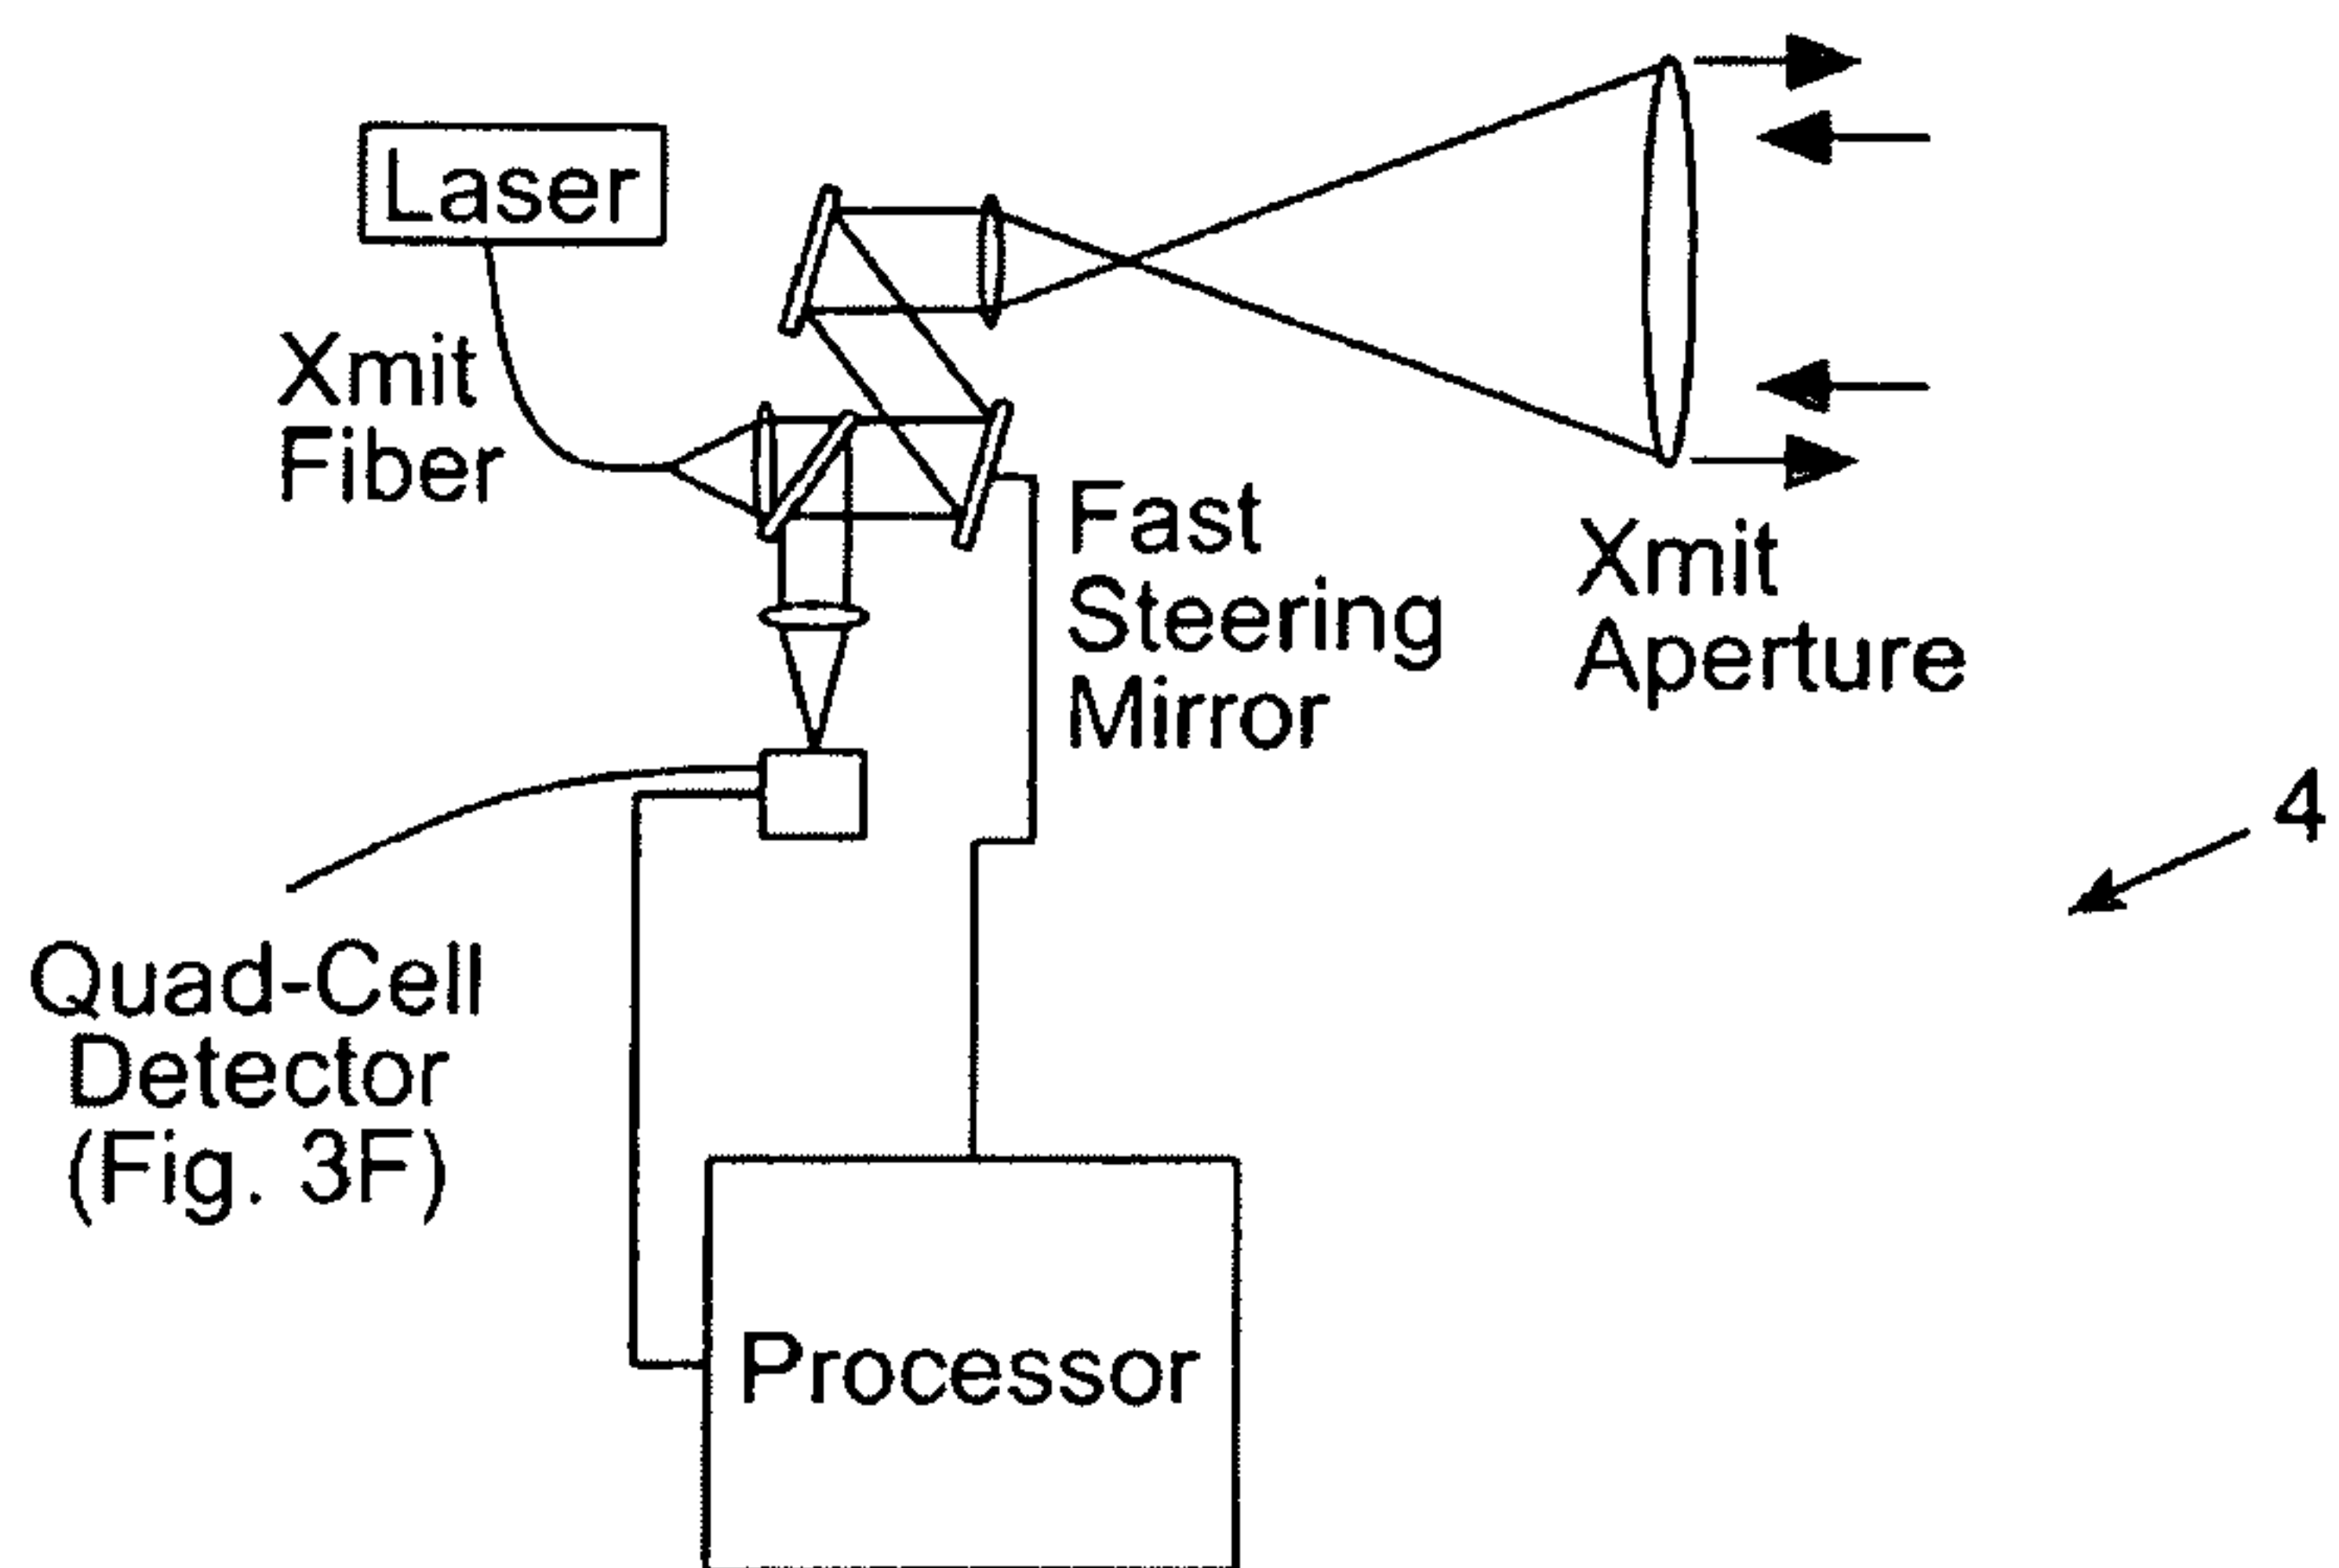 Laser
Xmit
Fiber
Fast
Steering
Mirror
Xmit
Aperture
4
Quad-Cell
Detector
(Fig. 3F)
Processor